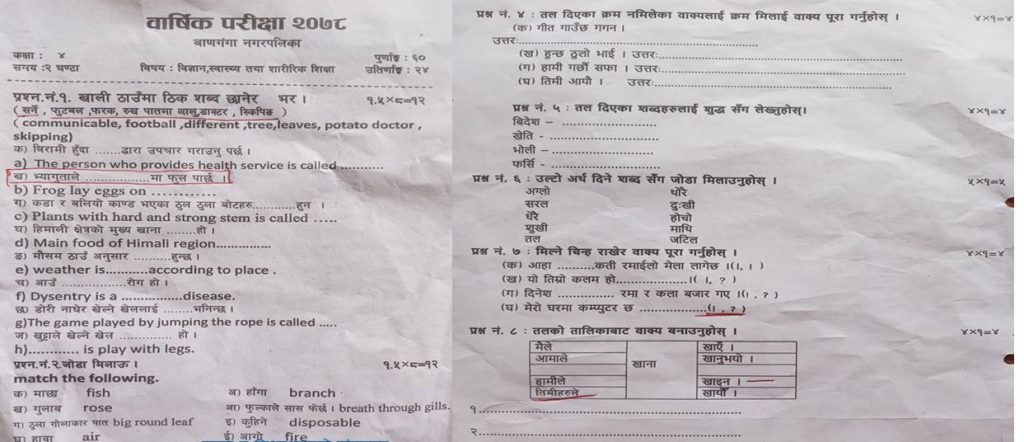 वार्षिक परीक्षा २०७८
बाणगंगा नगरपालिका
कक्षा : ४
पुर्णाङ्क : ६०
समय :२ घण्टा विषय : विज्ञान,स्वास्थ्य तथा शारीरिक शिक्षा उतिर्णाङ्क : २४
प्रश्न.नं.१. खाली ठाउँमा ठिक शब्द छानेर भर । १.५×८=१२
( सर्ने , फुटबल ,फरक, रुख पातमा आलु,डाक्टर , स्किपिङ )
( communicable, football ,different ,tree,leaves, potato doctor ,
skipping)
क) बिरामी हुँदा .......द्वारा उपचार गराउनु पर्छ ।
a) The person who provides health service is called ..........
ख) भ्यागुताले ...............मा फुल पार्छ ।
b) Frog lay eggs on ............
ग) कडा र बलियो काण्ड भएका ठुल ठुला बोटहरु..........हुन ।
c) Plants with hard and strong stem is called .....
घ) हिमाली क्षेत्रको मुख्य खाना .......हो ।
d) Main food of Himali region..............
ङ) मौसम ठाउँ अनुसार ..........हुन्छ ।
e) weather is...........according to place .
च) आउँ ...............रोग हो ।
f) Dysentry is a ................disease.
छ) डोरी नाघेर खेल्ने खेललाई ........भनिन्छ ।
g)The game played by jumping the rope is called .....
ज) खुट्टाले खेल्ने खेल ............. हो ।
h)............ is play with legs.
प्रश्न.नं.२.जोडा मिलाऊ । १.५×८=१२
match the following.
क) माछा fish अ) हाँगा branch
ख) गुलाब rose आ) फुल्काले सास फेर्छ । breath through gills.
ग) ठुला गोलाकार पात big round leaf इ) कुहिने disposable
घ) हावा air ई) आगो fire
प्रश्न नं. ४ : तल दिएका क्रम नमिलेका वाक्यलाई क्रम मिलाई वाक्य पूरा गर्नुहोस् । ४×१=४
(क) गीत गाउँछ गगन ।
उत्तरः............................................
(ख) हुन्छ ठुलो भाई । उत्तरः............................
(ग) हामी गर्छौं सफा । उत्तरः............................
(घ) तिमी आयौ । उत्तरः............................
प्रश्न नं. ५ : तल दिएका शब्दहरुलाई शुद्ध सँग लेख्नुहोस्। ४×१=४
बिदेश – ......................
खेति - ......................
भोली – ......................
फर्सि - ......................
प्रश्न नं. ६ : उल्टो अर्थ दिने शब्द सँग जोडा मिलाउनुहोस् । ५×१=५
अग्लो थोरै
सरल दुःखी
धेरै होचो
शुखी माथि
तल जटिल
प्रश्न नं. ७ : मिल्ने चिन्ह राखेर वाक्य पूरा गर्नुहोस् । ४×१=४
(क) आहा ..........कती रमाईलो मेला लागेछ ।(।, । )
(ख) यो तिम्रो कलम हो...............।( ।, ? )
(ग) दिनेश .............. रमा र कला बजार गए ।(। , ? )
(घ) मेरो घरमा कम्प्युटर छ ...................(। , ? )
प्रश्न नं. ८ : तलको तालिकाबाट वाक्य बनाउनुहोस् । ४×१=४
मैले खाएँ ।
आमाले खाना खानुभयो ।
हामीले खाइन ।
तिमीहरुले खायौं ।
१............................................
२............................................